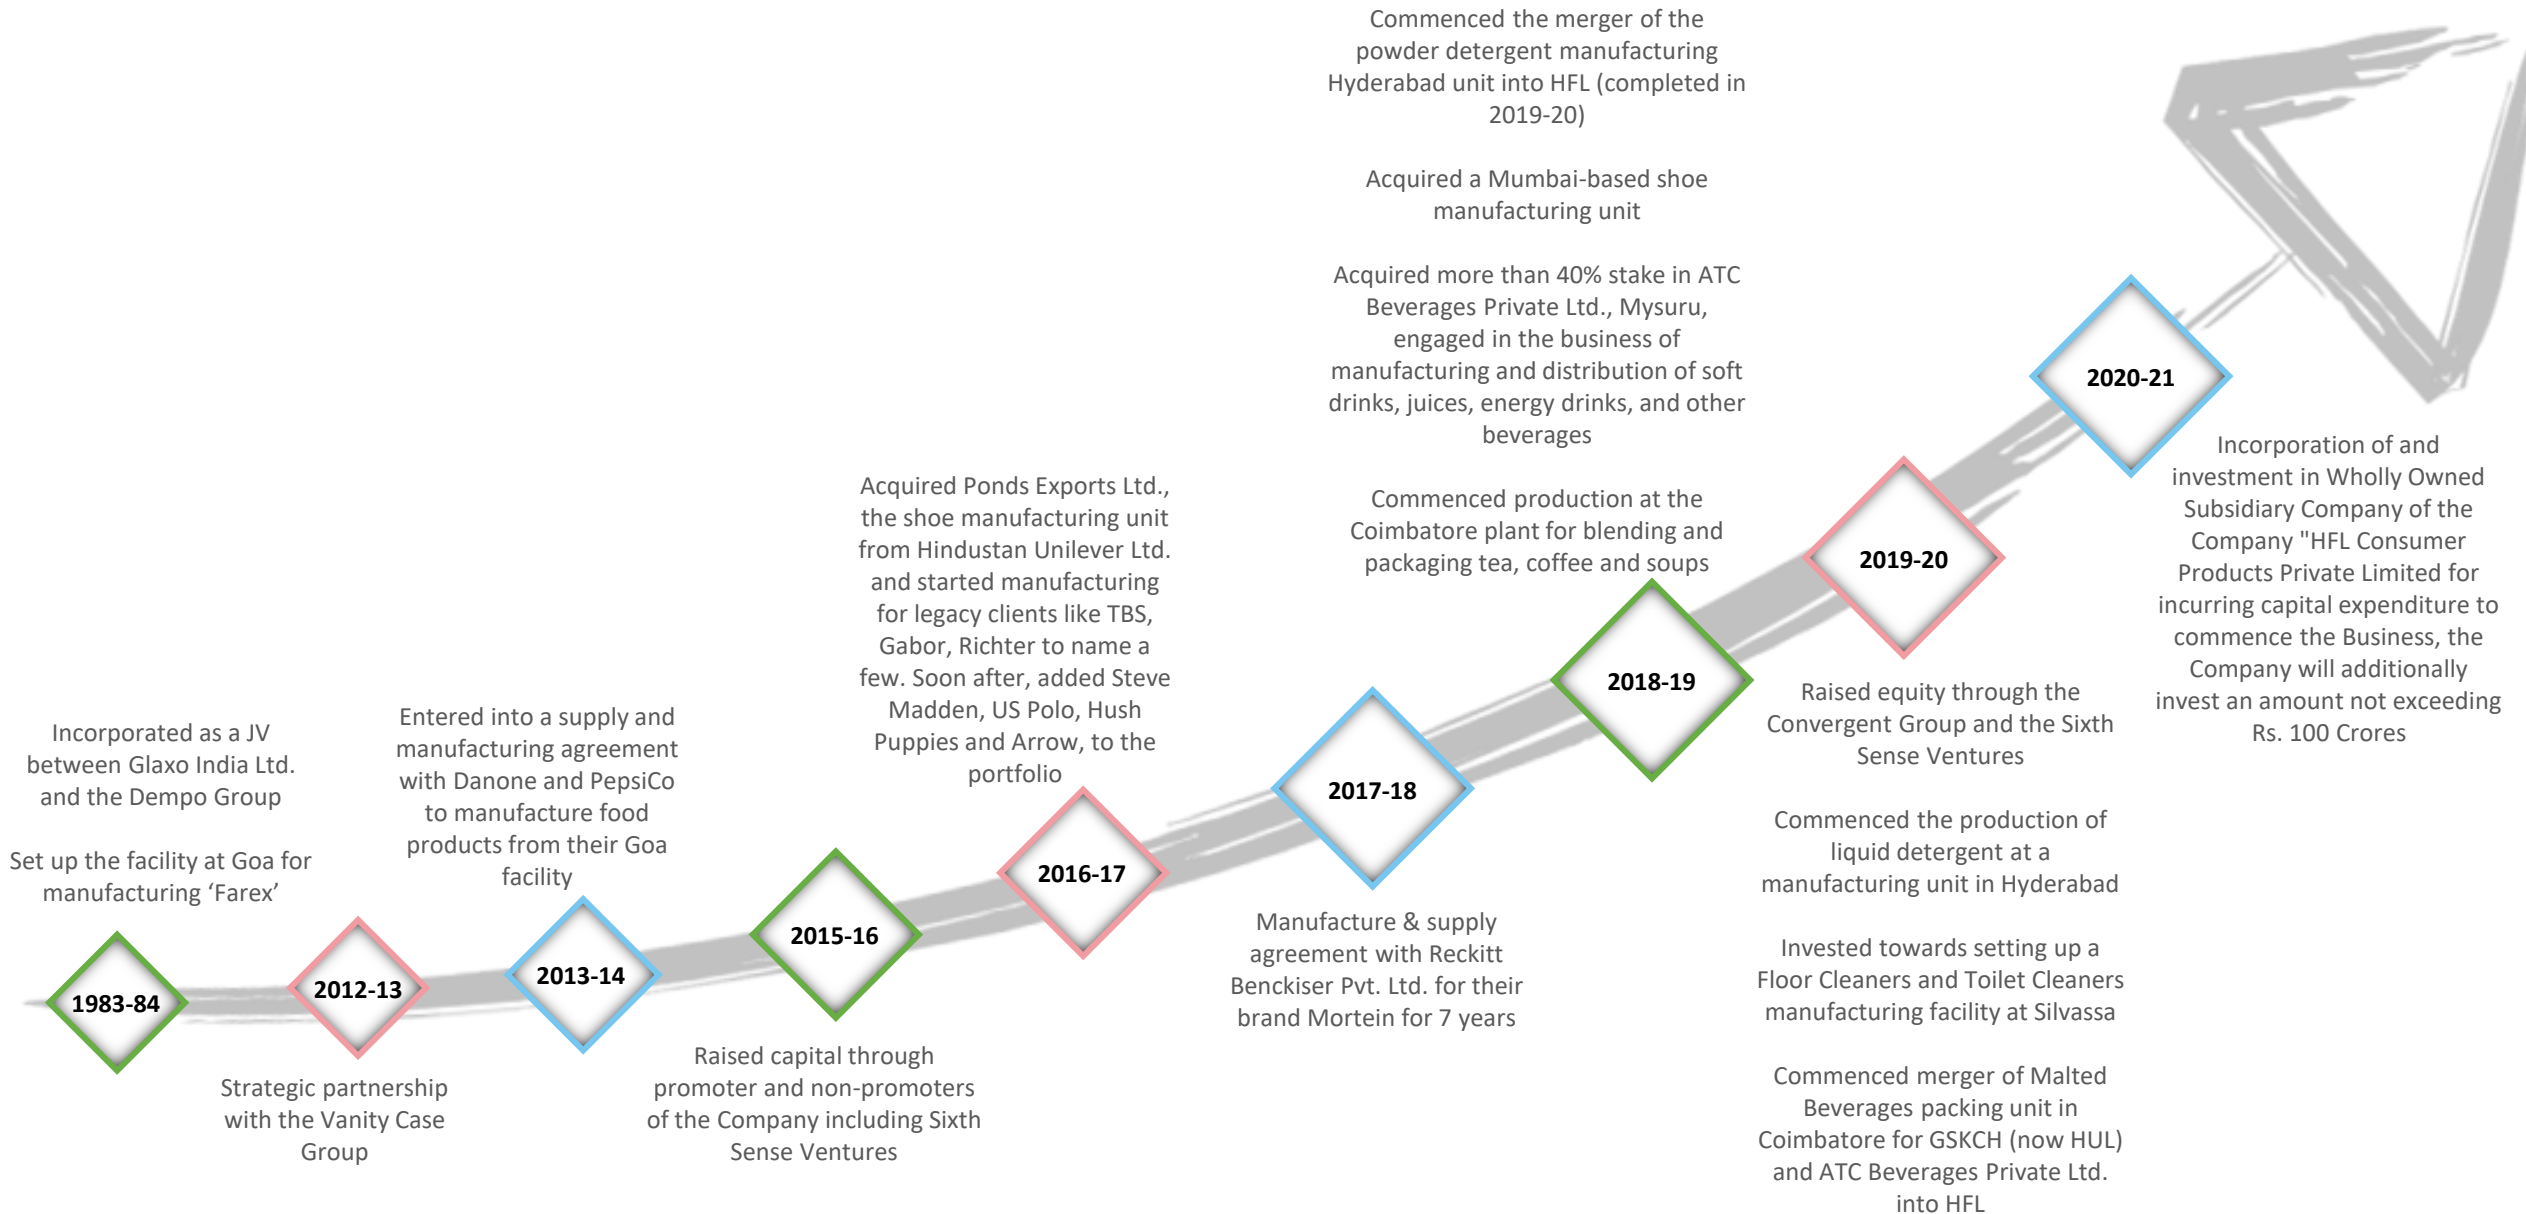 Incorporated as a JV
between Glaxo India Ltd.
and the Dempo Group
Set up the facility at Goa for
manufacturing ‘Farex’
1983-84
2012-13
Strategic partnership
with the Vanity Case
Group
Entered into a supply and
manufacturing agreement
with Danone and PepsiCo
to manufacture food
products from their Goa
facility
2013-14
2015-16
Raised capital through
promoter and non-promoters
of the Company including Sixth
Sense Ventures
Acquired Ponds Exports Ltd.,
the shoe manufacturing unit
from Hindustan Unilever Ltd.
and started manufacturing
for legacy clients like TBS,
Gabor, Richter to name a
few. Soon after, added Steve
Madden, US Polo, Hush
Puppies and Arrow, to the
portfolio
2016-17
2017-18
Manufacture & supply
agreement with Reckitt
Benckiser Pvt. Ltd. for their
brand Mortein for 7 years
Commenced the merger of the
powder detergent manufacturing
Hyderabad unit into HFL (completed in
2019-20)
Acquired a Mumbai-based shoe
manufacturing unit
Acquired more than 40% stake in ATC
Beverages Private Ltd., Mysuru,
engaged in the business of
manufacturing and distribution of soft
drinks, juices, energy drinks, and other
beverages
Commenced production at the
Coimbatore plant for blending and
packaging tea, coffee and soups
2018-19
2019-20
Raised equity through the
Convergent Group and the Sixth
Sense Ventures
Commenced the production of
liquid detergent at a
manufacturing unit in Hyderabad
Invested towards setting up a
Floor Cleaners and Toilet Cleaners
manufacturing facility at Silvassa
Commenced merger of Malted
Beverages packing unit in
Coimbatore for GSKCH (now HUL)
and ATC Beverages Private Ltd.
into HFL
2020-21
Incorporation of and
investment in Wholly Owned
Subsidiary Company of the
Company "HFL Consumer
Products Private Limited for
incurring capital expenditure to
commence the Business, the
Company will additionally
invest an amount not exceeding
Rs. 100 Crores